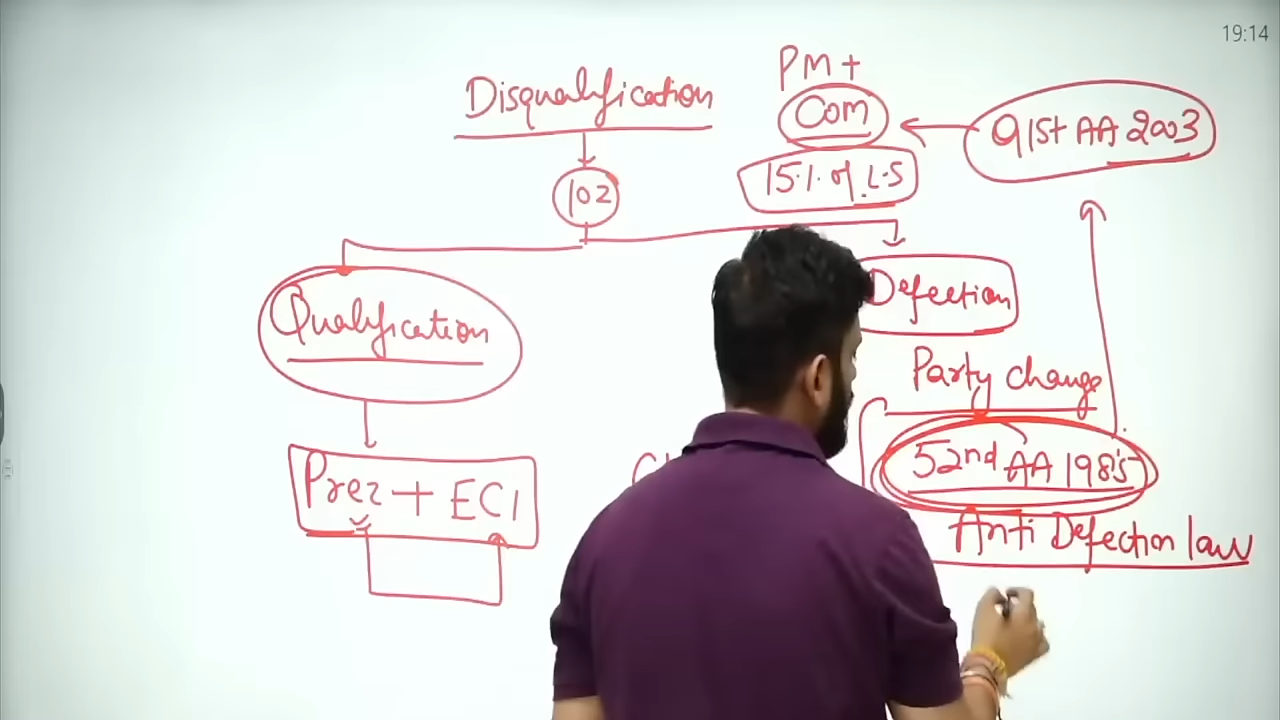 19:14
Disqualification
PM +
Com
91st AA 2003
15% of L.S
102
Qualification
Defection
Party change
Prez + ECI
52nd AA 1985
Anti Defection law